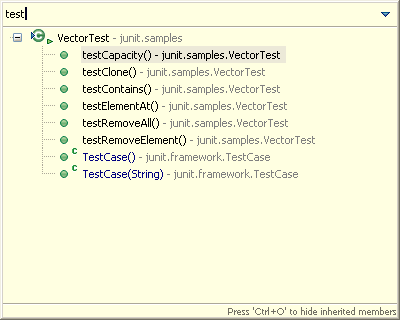 test
VectorTest - junit.samples
testCapacity() - junit.samples.VectorTest
testClone() - junit.samples.VectorTest
testContains() - junit.samples.VectorTest
testElementAt() - junit.samples.VectorTest
testRemoveAll() - junit.samples.VectorTest
testRemoveElement() - junit.samples.VectorTest
C TestCase() - junit.framework.TestCase
C TestCase(String) - junit.framework.TestCase
Press 'Ctrl+O' to hide inherited members